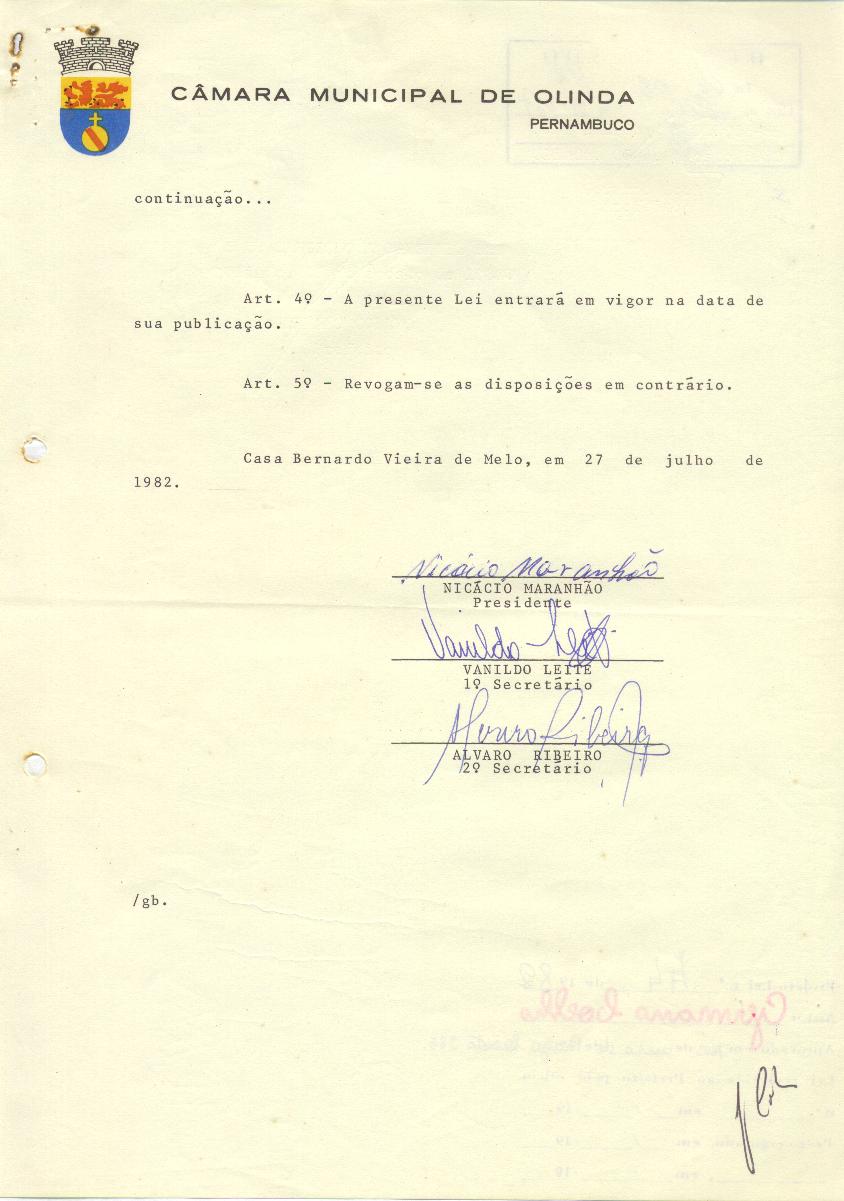 CÂMARA MUNICIPAL DE OLINDA
PERNAMBUCO
continuação...
Art. 4º - A presente Lei entrará em vigor na data de
sua publicação.
Art. 5º - Revogam-se as disposições em contrário.
Casa Bernardo Vieira de Melo, em 27 de julho de
1982.
Nicácio Maranhão
NICÁCIO MARANHÃO
Presidente
Vanildo Leite
VANILDO LEITE
1º Secretário
Alvaro Ribeiro
ALVARO RIBEIRO
2º Secretário
/gb.